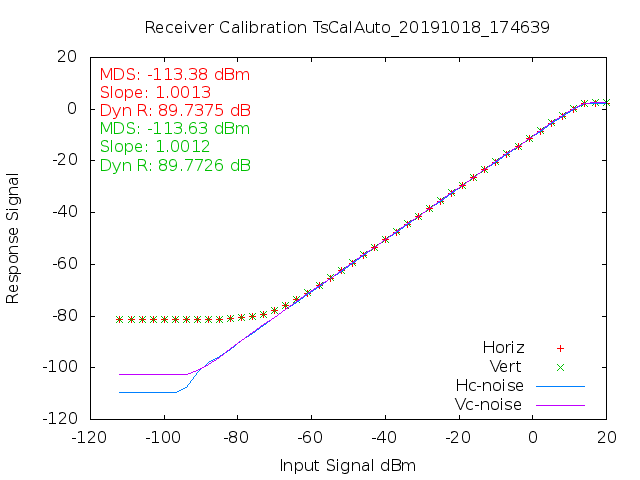 Receiver Calibration TsCalAuto_20191018_174639
20
0
-20
-40
-60
-80
-100
-120
Response Signal
MDS: -113.38 dBm
Slope: 1.0013
Dyn R: 89.7375 dB
MDS: -113.63 dBm
Slope: 1.0012
Dyn R: 89.7726 dB
Horiz
Vert
Hc-noise
Vc-noise
-120 -100 -80 -60 -40 -20 0 20
Input Signal dBm